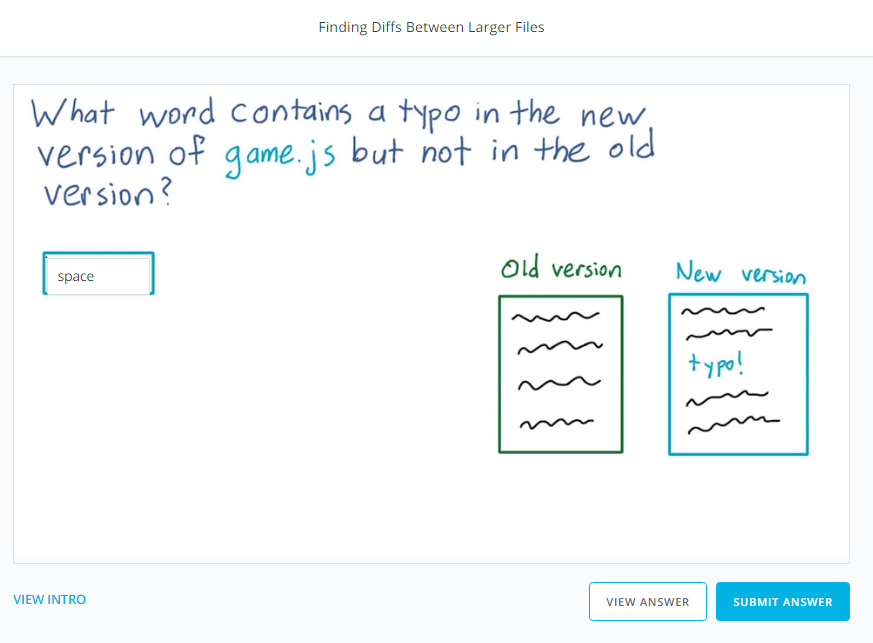 Finding Diffs Between Larger Files
What word contains a typo in the new
version of game.js but not in the old
version?
space
Old version
New version
typo!
VIEW INTRO
VIEW ANSWER
SUBMIT ANSWER